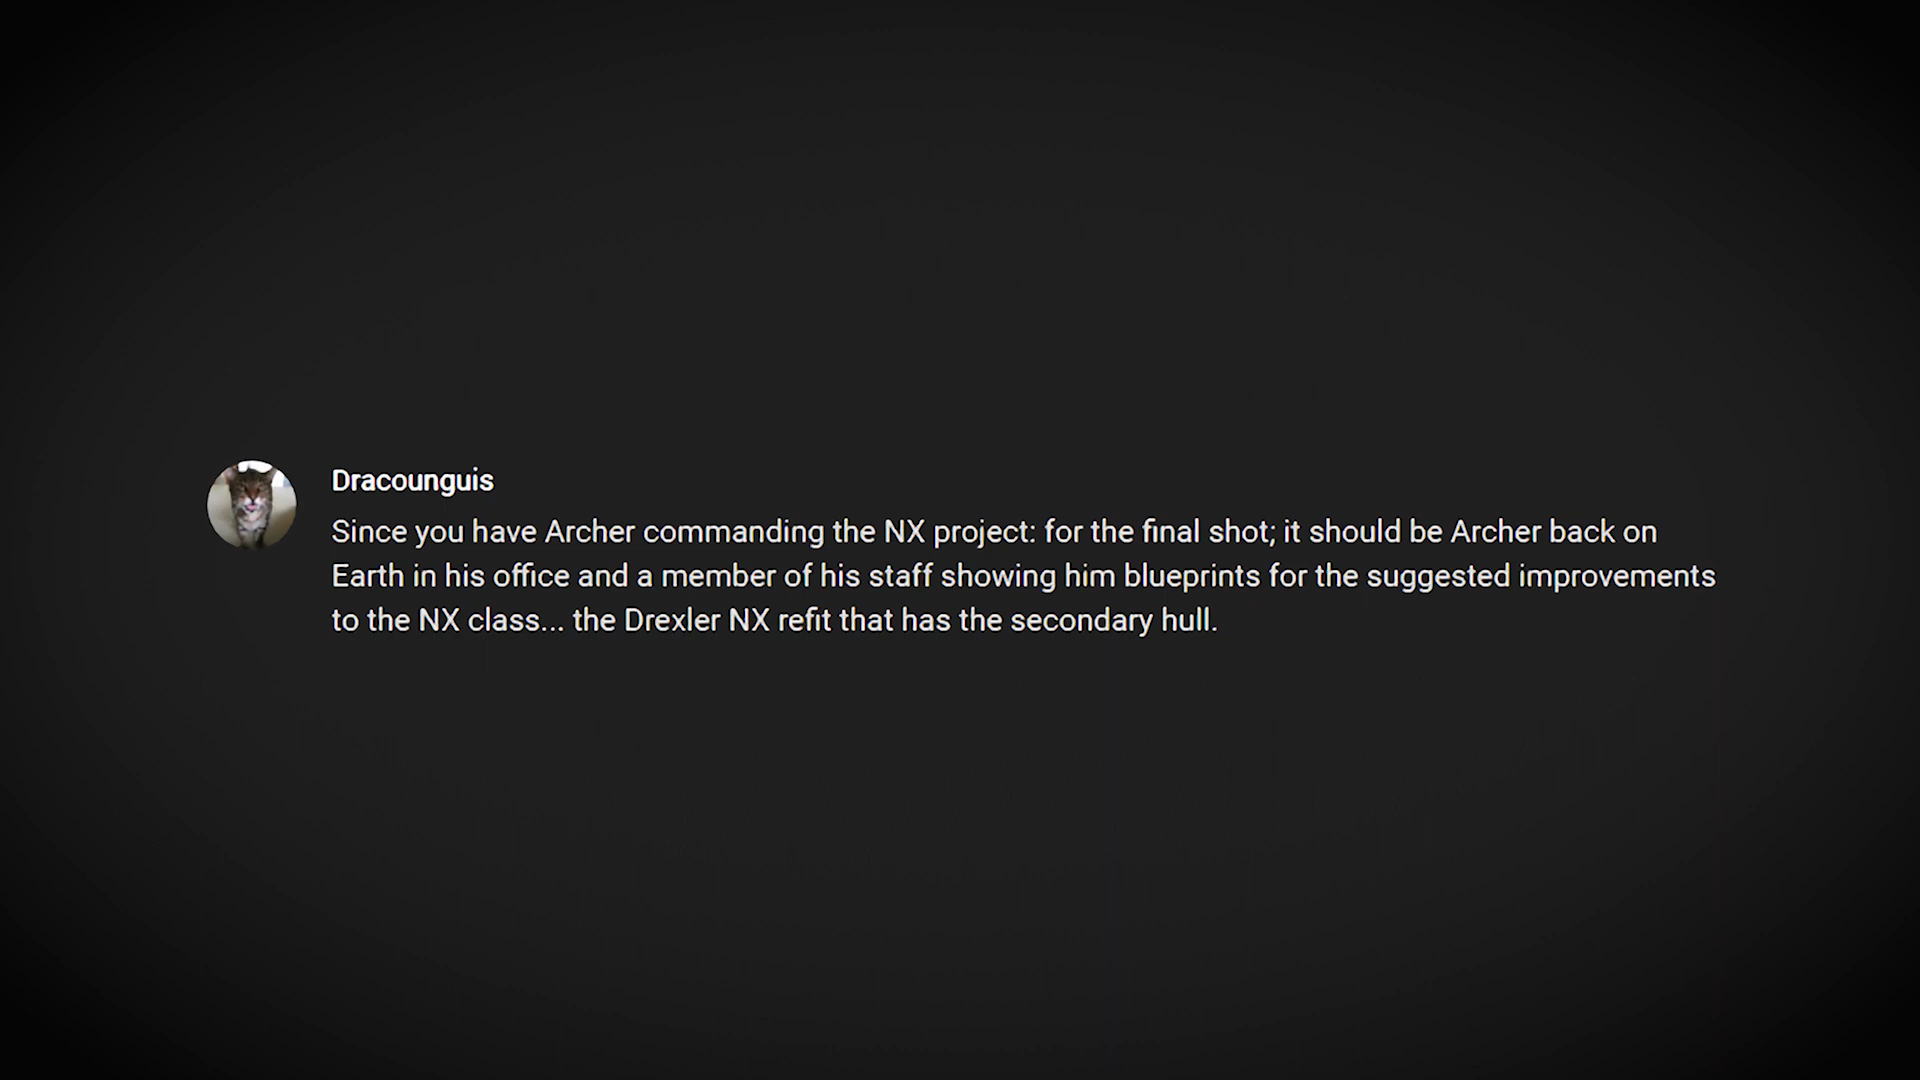 Dracounguis
Since you have Archer commanding the NX project: for the final shot; it should be Archer back on
Earth in his office and a member of his staff showing him blueprints for the suggested improvements
to the NX class... the Drexler NX refit that has the secondary hull.